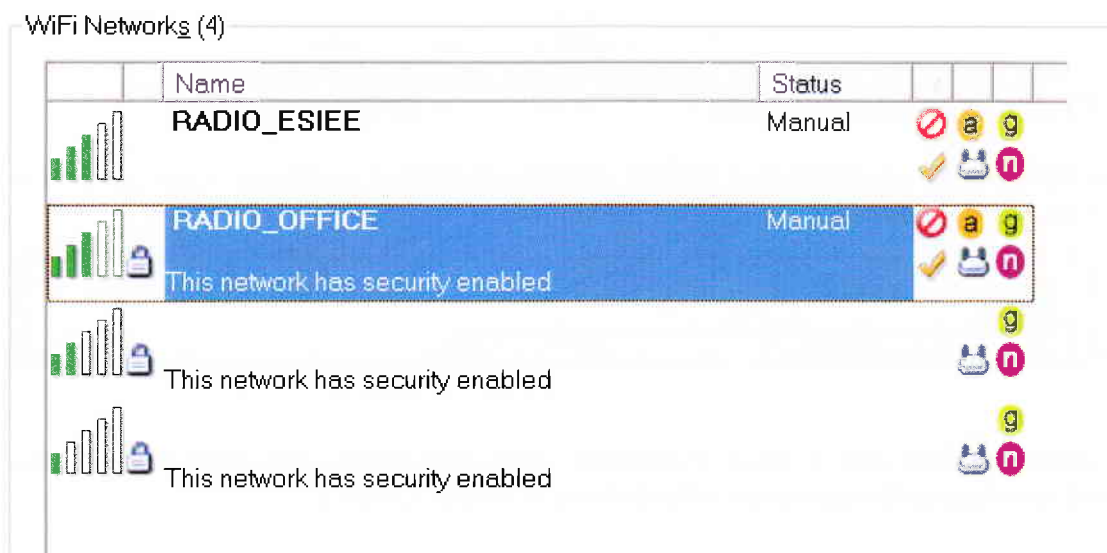 WiFi Networks (4)
Name Status
RADIO_ESIEE Manual a g
n
RADIO_OFFICE Manual a g
This network has security enabled n
g
This network has security enabled n
g
This network has security enabled n